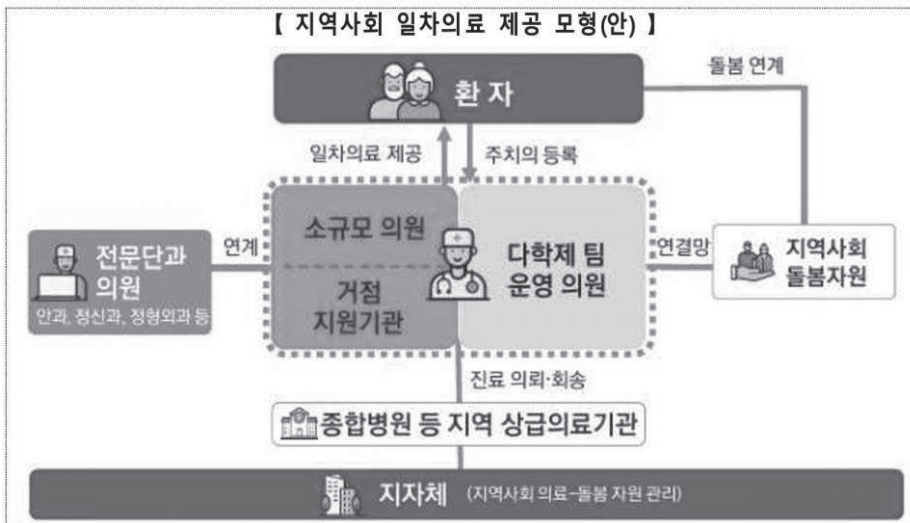 【 지역사회 일차의료 제공 모형(안) 】
환 자
돌봄 연계
일차의료 제공
주치의 등록
소규모 의원
거점
지원기관
다학제 팀
운영 의원
연계
전문단과
의원
안과, 정신과, 정형외과 등
연결망
지역사회
돌봄자원
진료 의뢰·회송
종합병원 등 지역 상급의료기관
지자체 (지역사회 의료-돌봄 자원 관리)